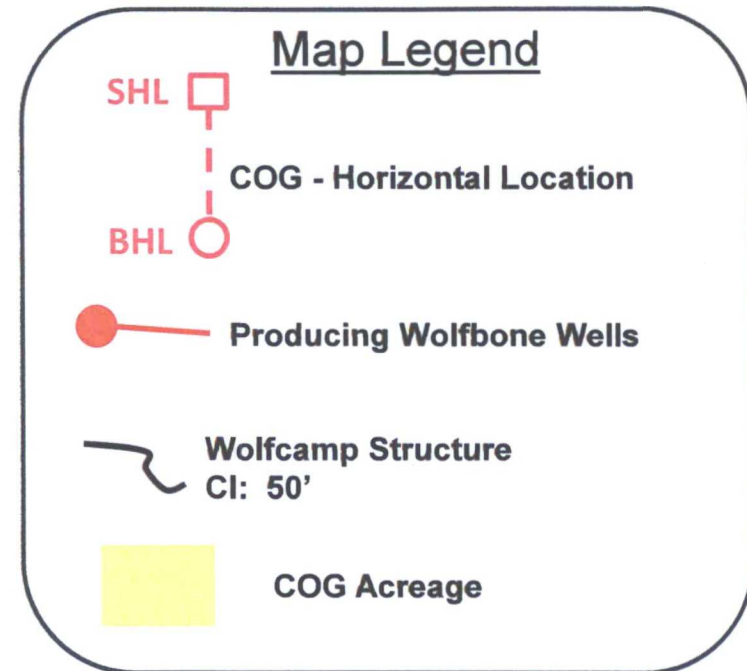 Map Legend
SHL
COG - Horizontal Location
BHL
Producing Wolfbone Wells
Wolfcamp Structure
CI: 50'
COG Acreage